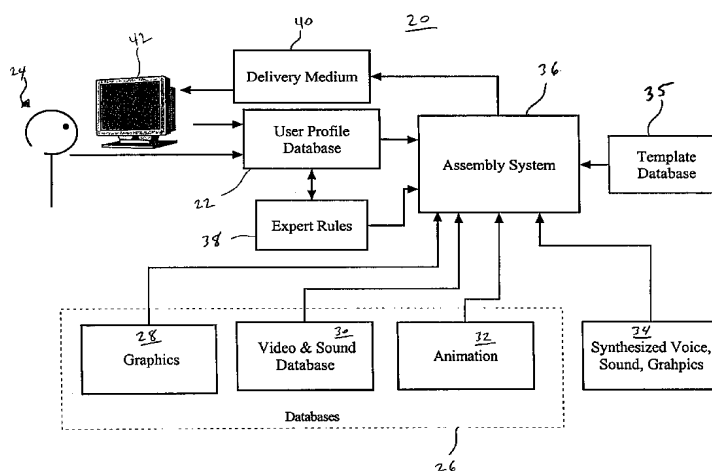 20
40
42
Delivery Medium
36
24
35
User Profile
Database
Assembly System
Template
Database
22
38
Expert Rules
28
Graphics
30
Video & Sound
Database
32
Animation
34
Synthesized Voice,
Sound, Grahpics
Databases
26